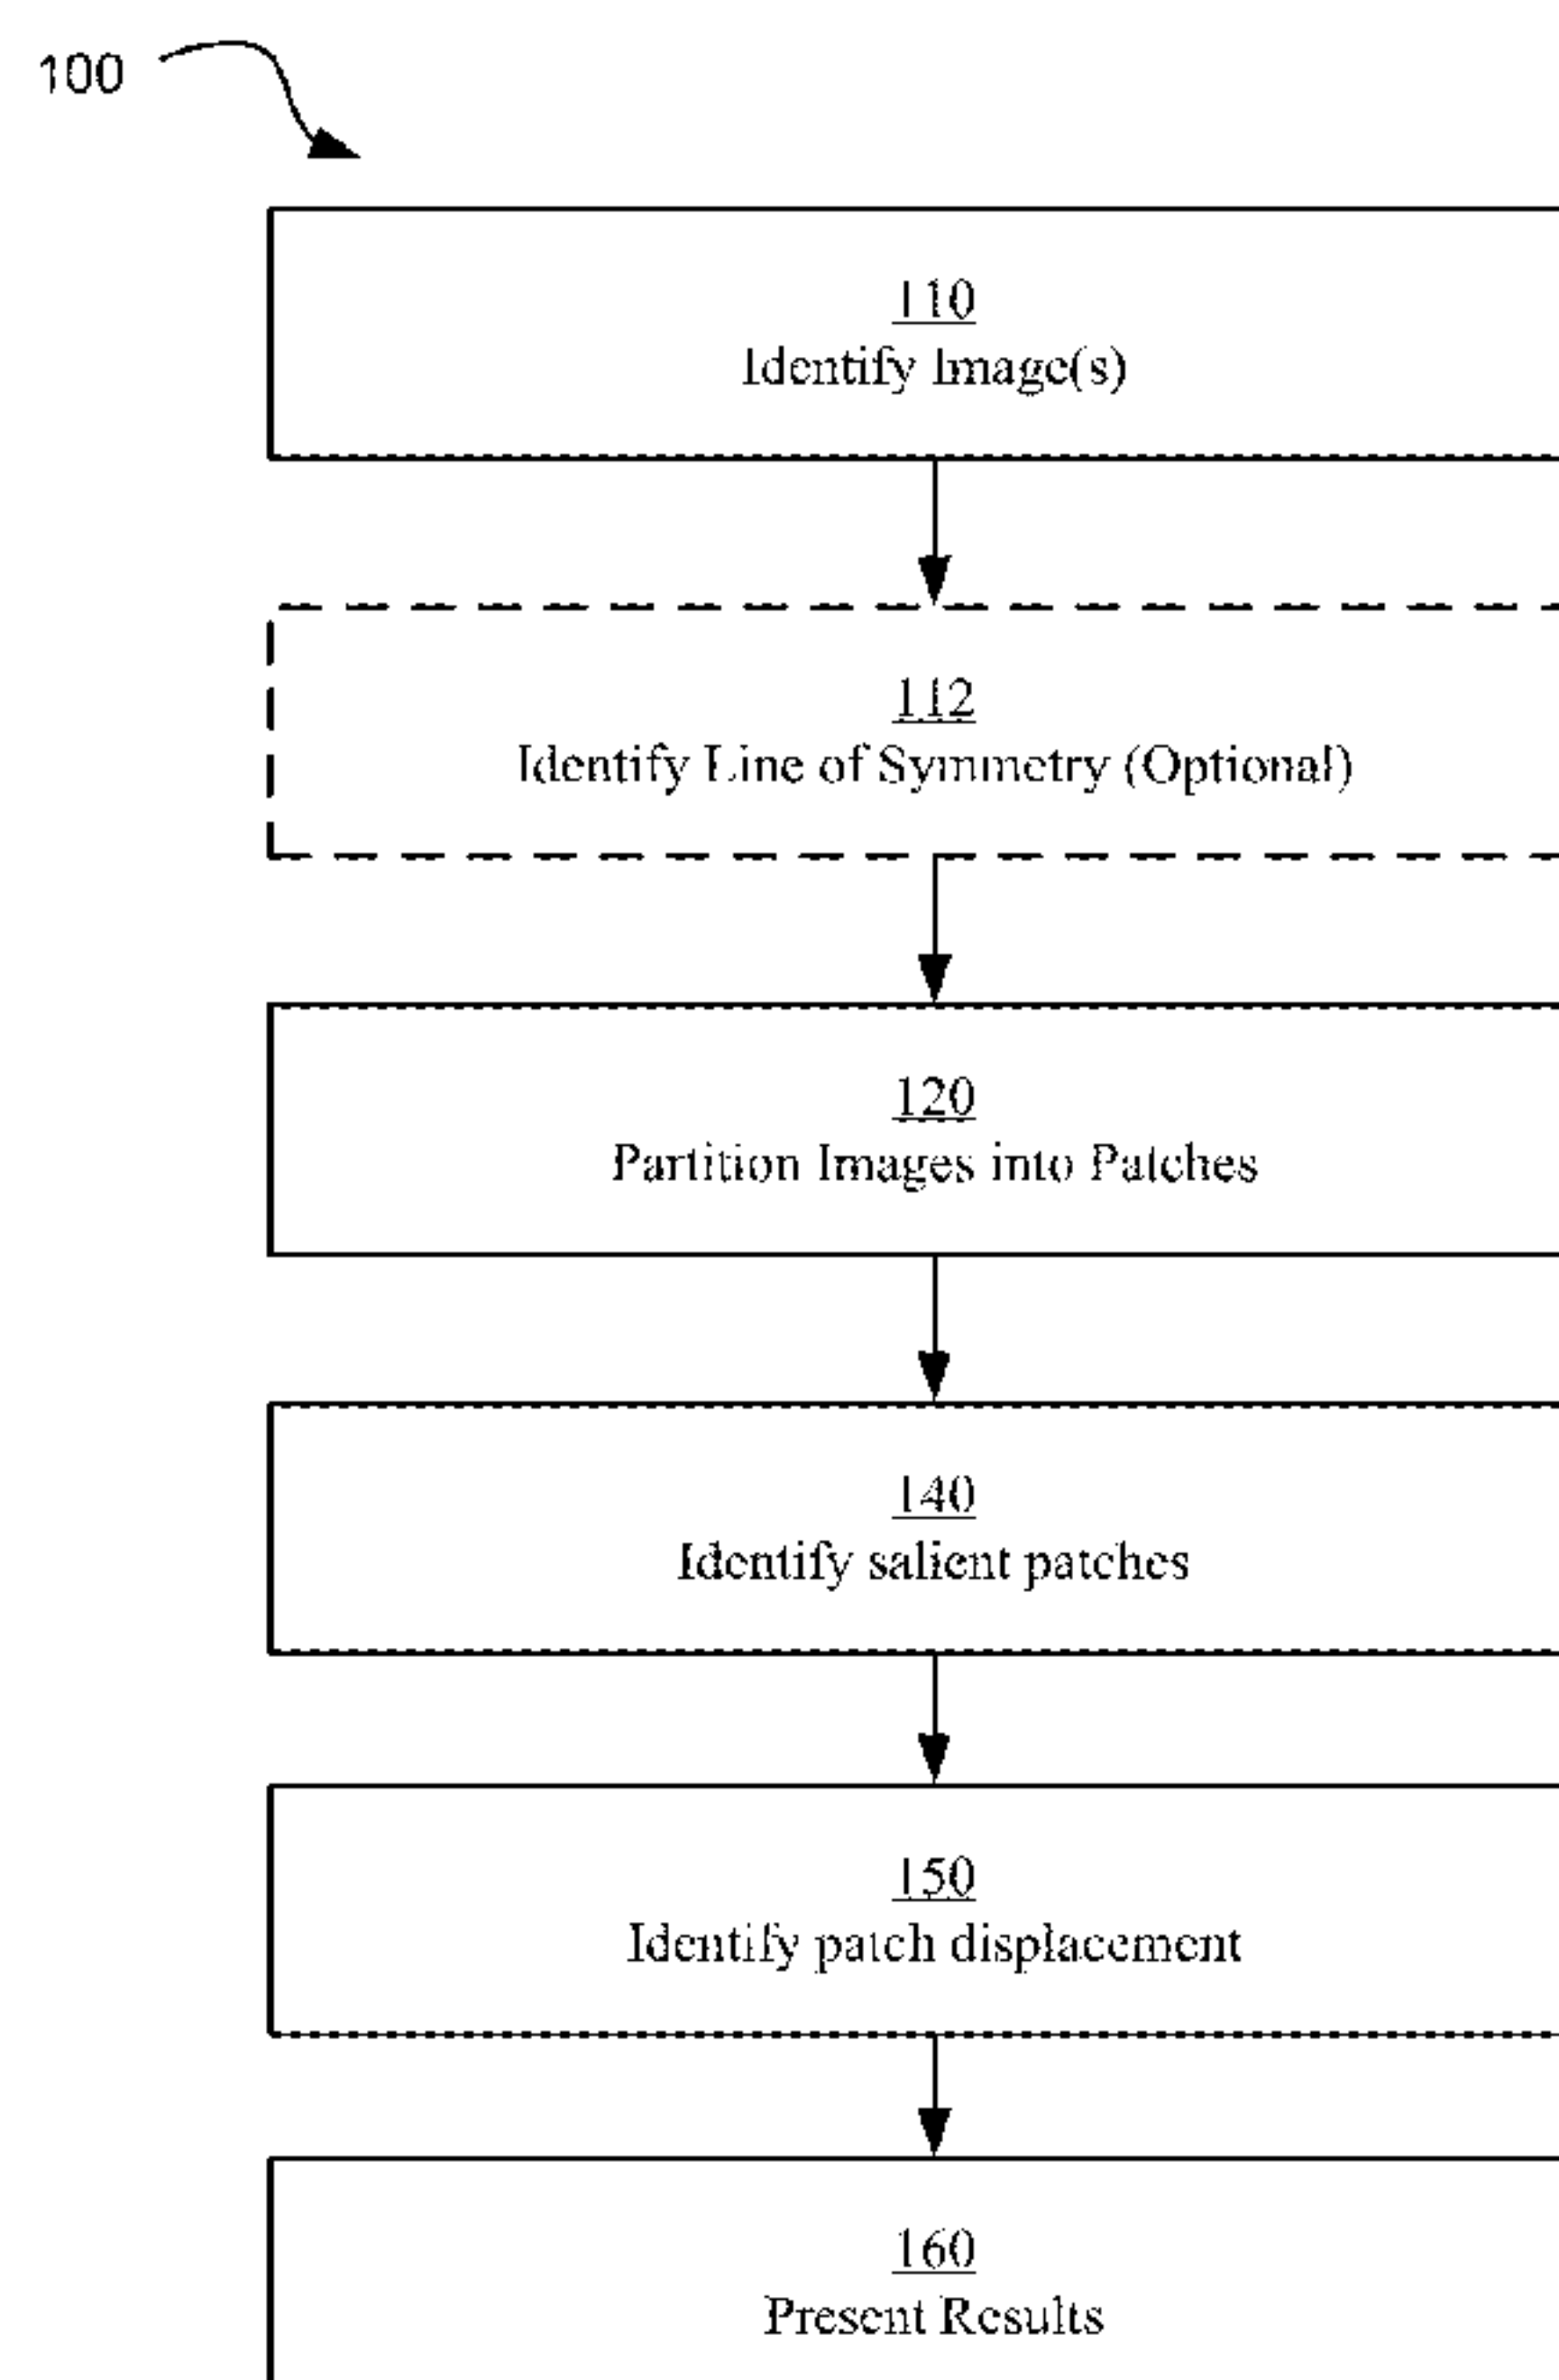 100
110
Identify Image(s)
112
Identify Line of Symmetry (Optional)
120
Partition Images into Patches
140
Identify salient patches
150
Identify patch displacement
160
Present Results